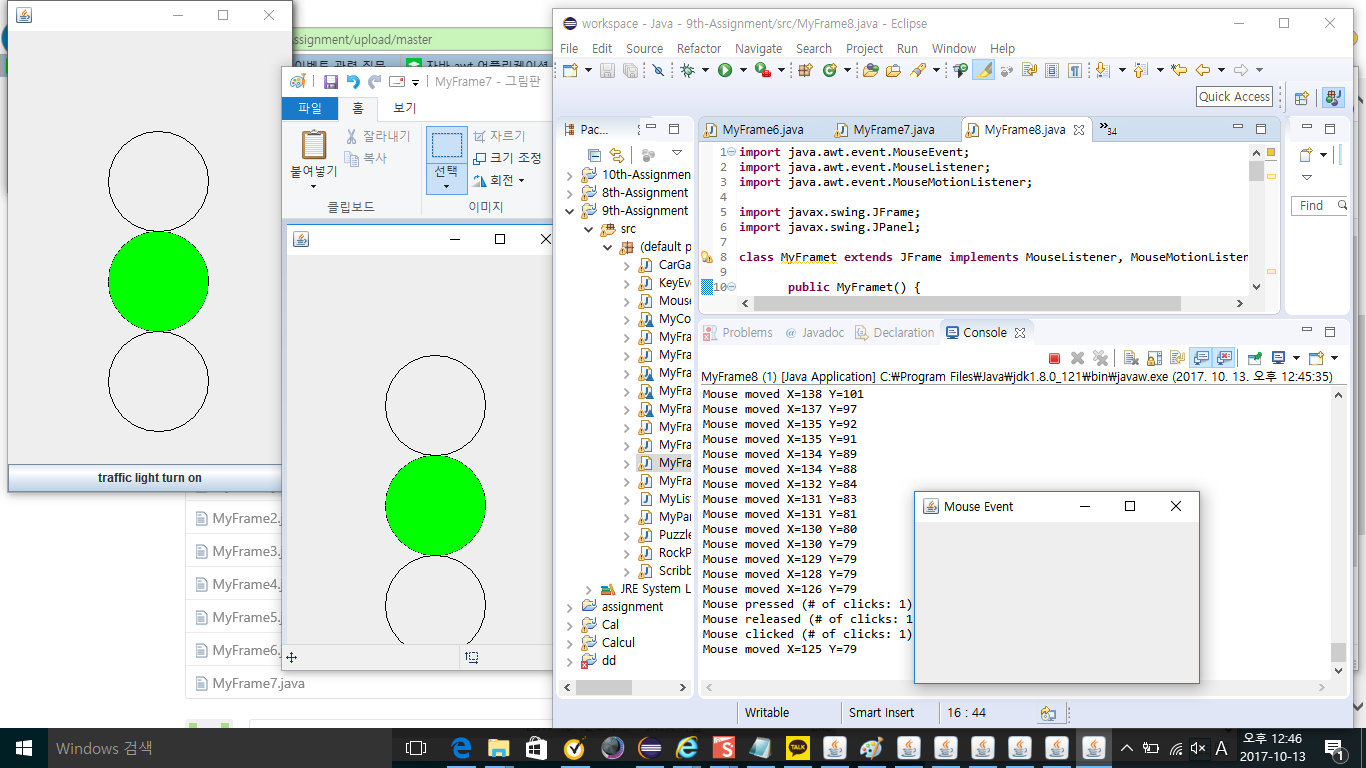 traffic light turn on
ssignment/upload/master
이벤트 관련 질문
자바 awt 어플리케이션
MyFrame2.j
MyFrame3.
MyFrame4.
MyFrame5.j
MyFrame6.
MyFrame7.java
MyFrame7 - 그림판
파일
홈
보기
붙여넣기
잘라내기
복사
클립보드
선택
자르기
크기 조정
회전
이미지
workspace - Java - 9th-Assignment/src/MyFrame8.java - Eclipse
File Edit Source Refactor Navigate Search Project Run Window Help
Quick Access
Pac...
10th-Assignmen
8th-Assignment
9th-Assignment
src
(default p
CarGa
KeyEv
Mouse
MyCo
MyFra
MyFra
MyFra
MyFra
MyFra
MyFra
MyFra
MyFra
MyFra
MyLis
MyPar
Puzzle
RockP
Scribb
JRE System L
assignment
Cal
Calcul
dd
MyFrame6.java
MyFrame7.java
MyFrame8.java
34
1 import java.awt.event.MouseEvent;
2 import java.awt.event.MouseListener;
3 import java.awt.event.MouseMotionListener;
4
5 import javax.swing.JFrame;
6 import javax.swing.JPanel;
7
8 class MyFramet extends JFrame implements MouseListener, MouseMotionListen
9
10 public MyFramet() {
Find
Problems @ Javadoc Declaration Console
MyFrame8 (1) [Java Application] C:₩Program Files₩Java₩jdk1.8.0_121₩bin₩javaw.exe (2017. 10. 13. 오후 12:45:35)
Mouse moved X=138 Y=101
Mouse moved X=137 Y=97
Mouse moved X=135 Y=92
Mouse moved X=135 Y=91
Mouse moved X=134 Y=89
Mouse moved X=134 Y=88
Mouse moved X=132 Y=84
Mouse moved X=131 Y=83
Mouse moved X=131 Y=81
Mouse moved X=130 Y=80
Mouse moved X=130 Y=79
Mouse moved X=129 Y=79
Mouse moved X=128 Y=79
Mouse moved X=126 Y=79
Mouse pressed (# of clicks: 1)
Mouse released (# of clicks: 1
Mouse clicked (# of clicks: 1)
Mouse moved X=125 Y=79
Mouse Event
Writable
Smart Insert
16 : 44
Windows 검색
TALK
A
오후 12:46
2017-10-13
1